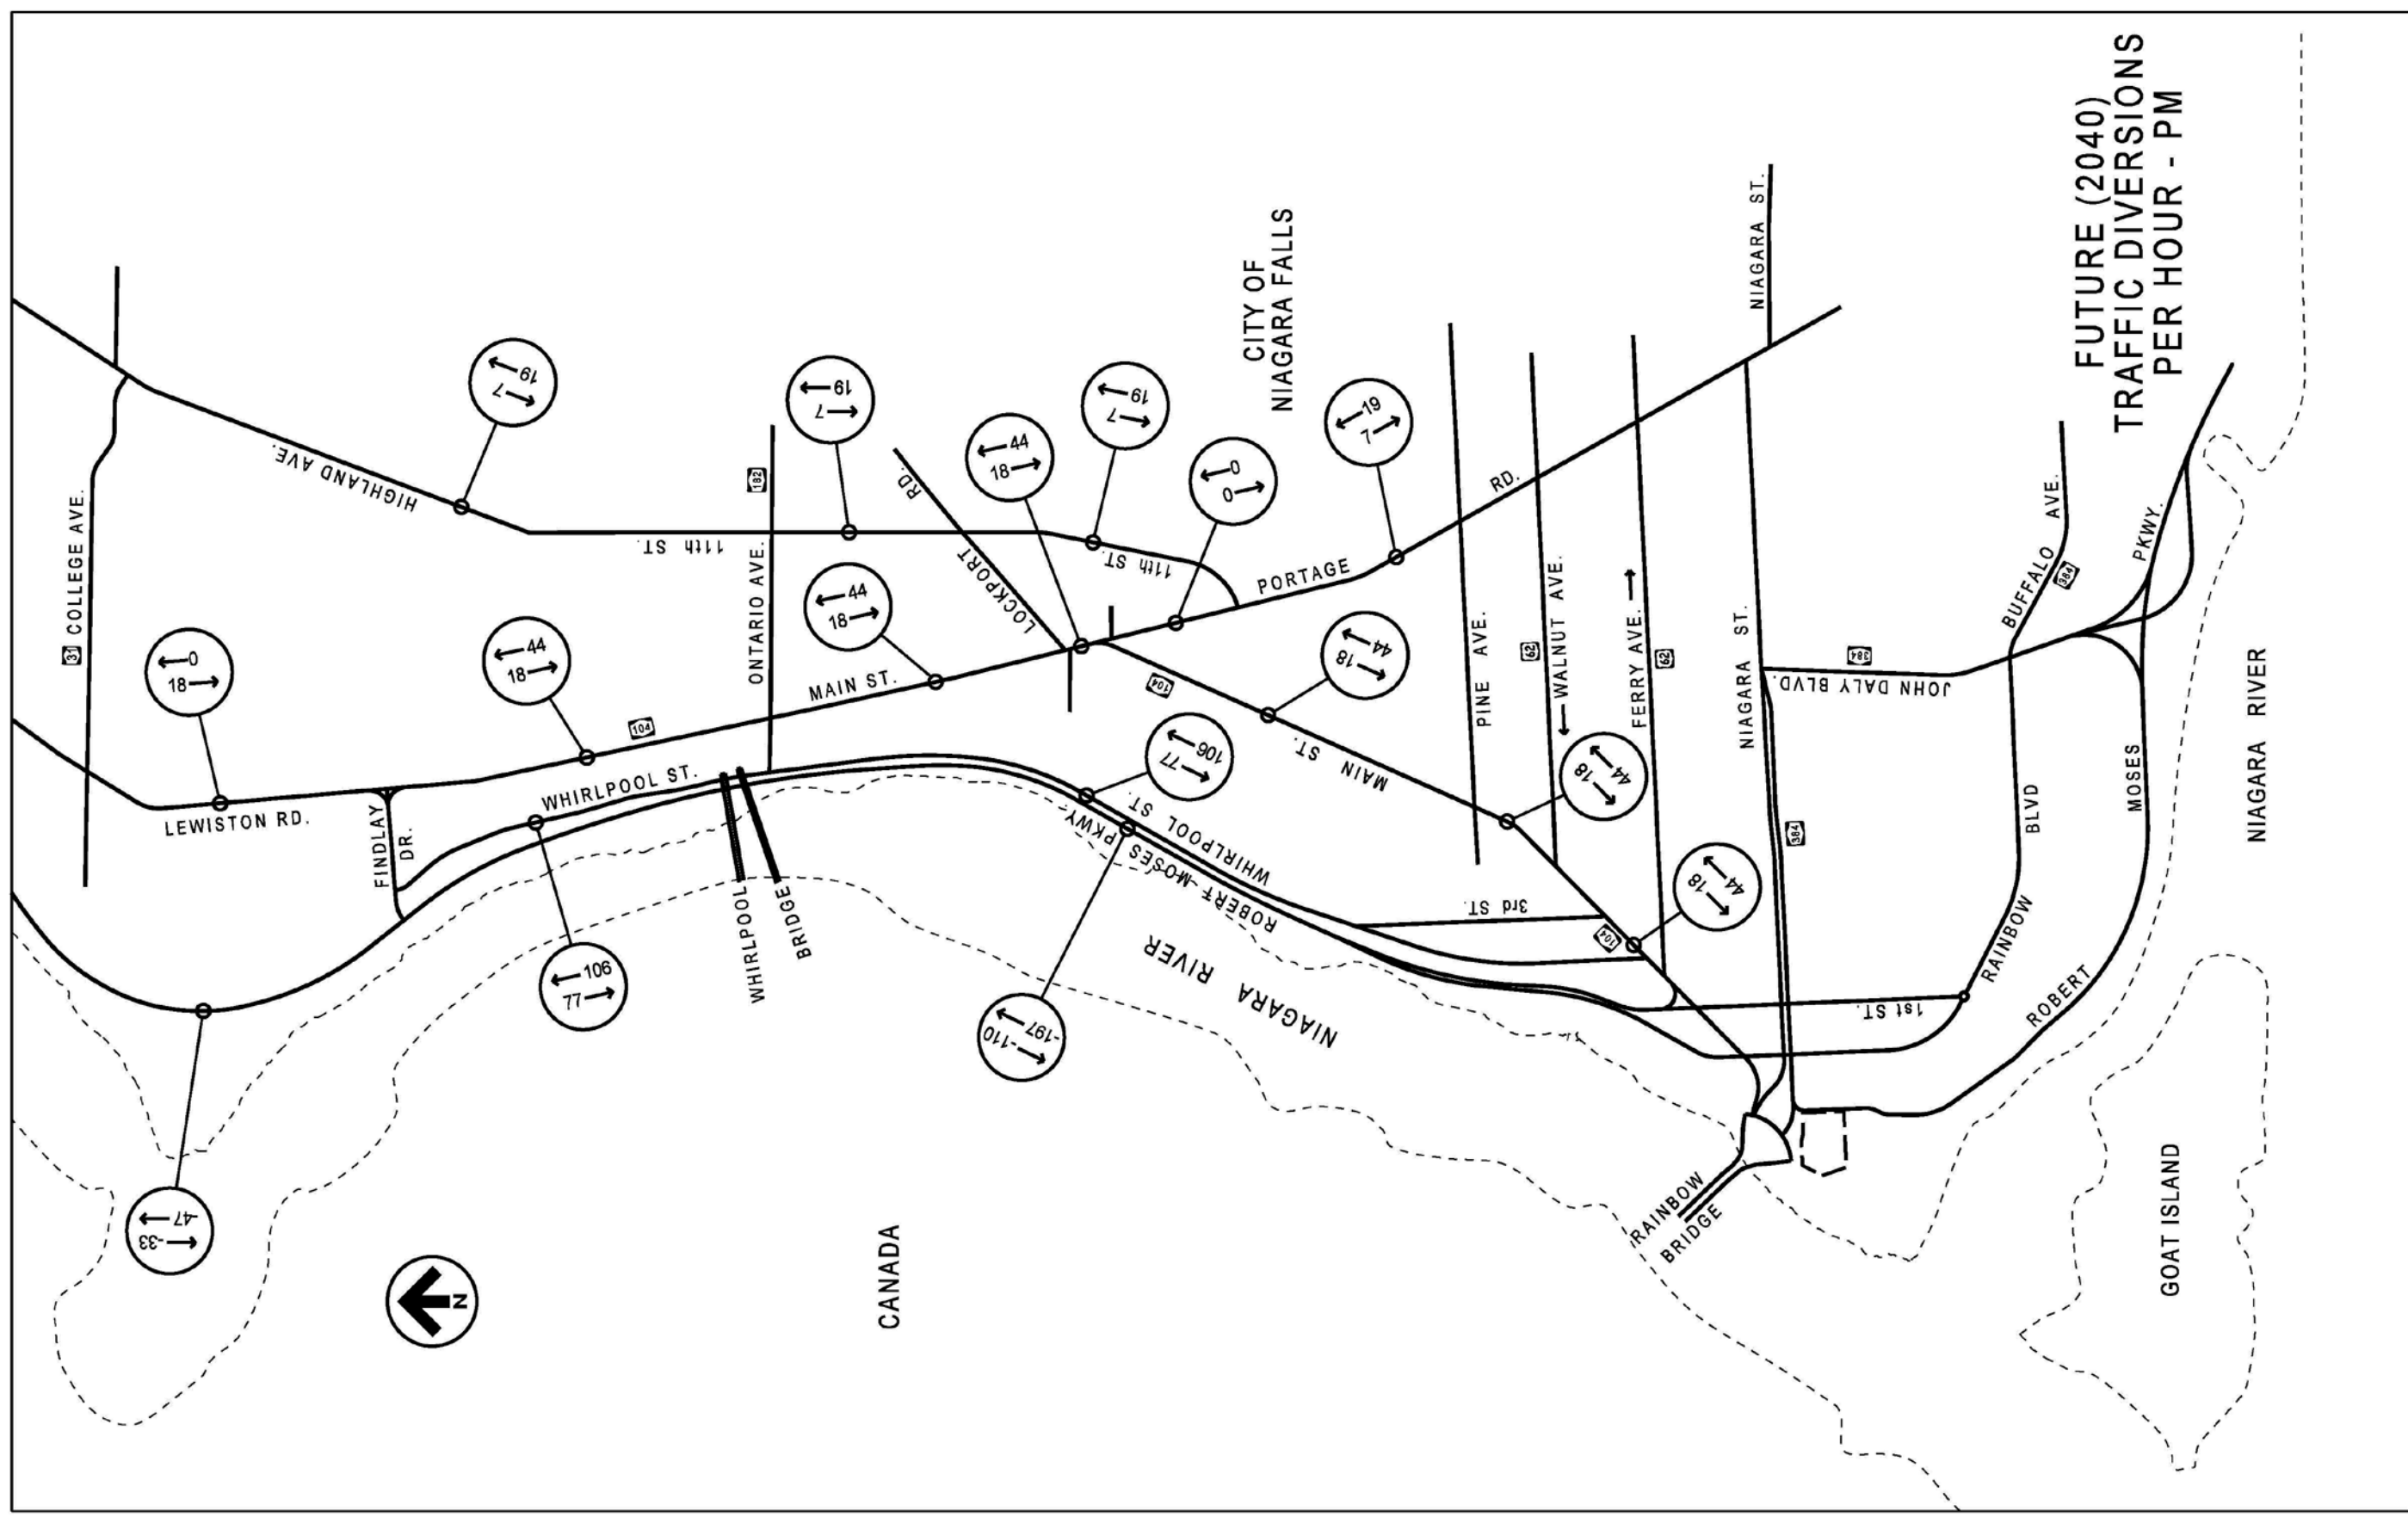 31 COLLEGE AVE.
HIGHLAND AVE.
7 19
11th ST.
182
ONTARIO AVE.
7 19
LOCKPORT RD.
18 44
7 19
11th ST.
0 0
CITY OF
NIAGARA FALLS
7 19
PORTAGE RD.
NIAGARA ST.
FUTURE (2040)
TRAFFIC DIVERSIONS
PER HOUR - PM
18 0
LEWISTON RD.
18 44
104
MAIN ST.
18 44
FINDLAY
DR.
WHIRLPOOL ST.
77 106
WHIRLPOOL
BRIDGE
104
MAIN ST.
18 44
77 106
WHIRLPOOL ST.
ROBERT MOSES PKWY
-110 -197
PINE AVE.
62
WALNUT AVE.
FERRY AVE.
62
18 44
18 44
104
3rd ST.
NIAGARA ST.
384
384
JOHN DALY BLVD.
BUFFALO AVE.
384
RAINBOW BLVD
ROBERT MOSES PKWY.
1st ST.
-33 -47
N
CANADA
NIAGARA RIVER
RAINBOW
BRIDGE
GOAT ISLAND
NIAGARA RIVER